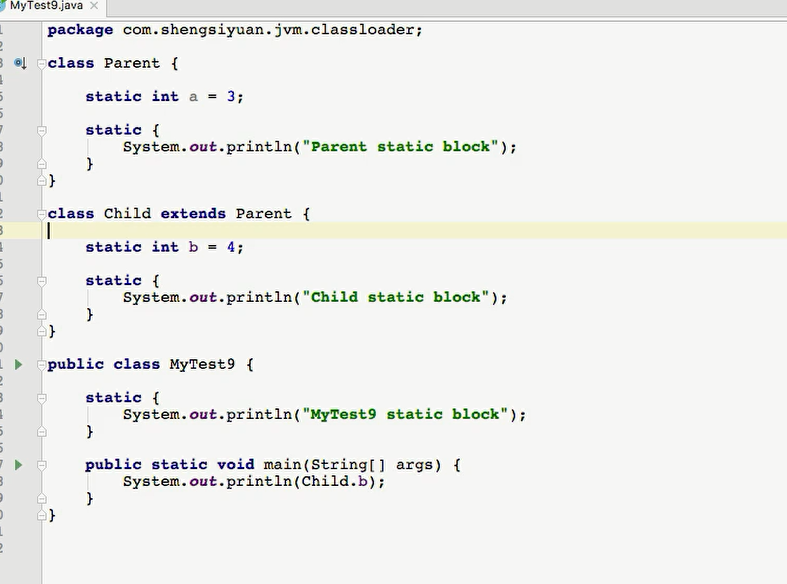 MyTest9.java
package com.shengsiyuan.jvm.classloader;
class Parent {
static int a = 3;
static {
System.out.println("Parent static block");
}
}
class Child extends Parent {
static int b = 4;
static {
System.out.println("Child static block");
}
}
public class MyTest9 {
static {
System.out.println("MyTest9 static block");
}
public static void main(String[] args) {
System.out.println(Child.b);
}
}